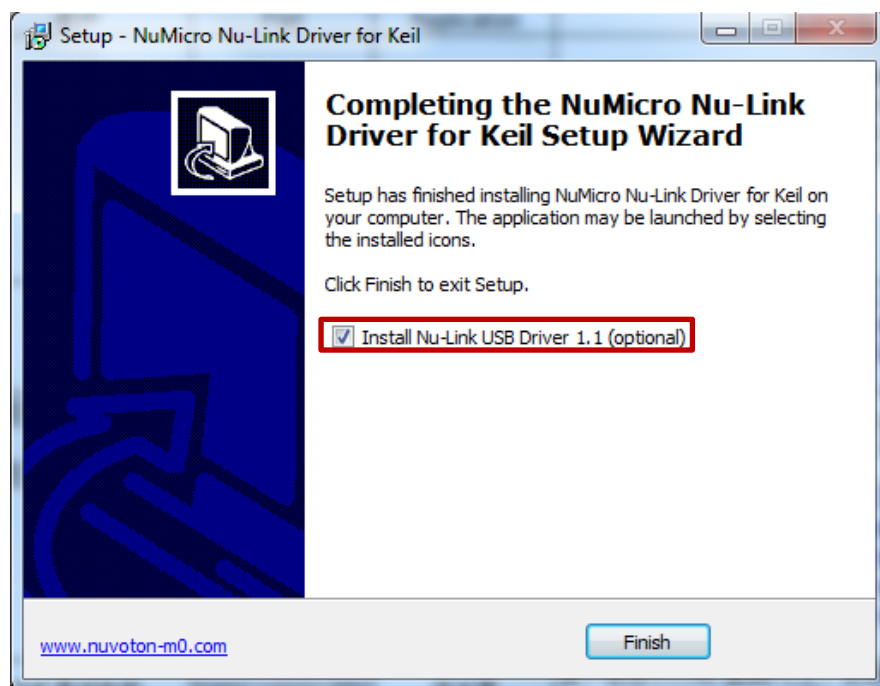 Setup - NuMicro Nu-Link Driver for Keil
Completing the NuMicro Nu-Link
Driver for Keil Setup Wizard
Setup has finished installing NuMicro Nu-Link Driver for Keil on
your computer. The application may be launched by selecting
the installed icons.
Click Finish to exit Setup.
Install Nu-Link USB Driver 1.1 (optional)
www.nuvoton-m0.com
Finish